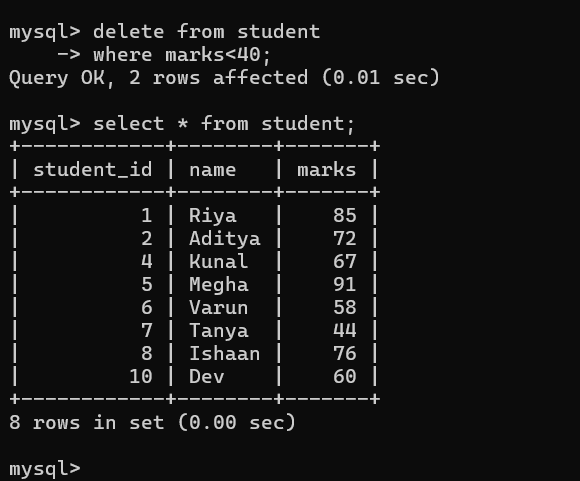 mysql> delete from student
    -> where marks<40;
Query OK, 2 rows affected (0.01 sec)

mysql> select * from student;
+------------+--------+-------+
| student_id | name   | marks |
+------------+--------+-------+
|          1 | Riya   |    85 |
|          2 | Aditya |    72 |
|          4 | Kunal  |    67 |
|          5 | Megha  |    91 |
|          6 | Varun  |    58 |
|          7 | Tanya  |    44 |
|          8 | Ishaan |    76 |
|         10 | Dev    |    60 |
+------------+--------+-------+
8 rows in set (0.00 sec)

mysql>